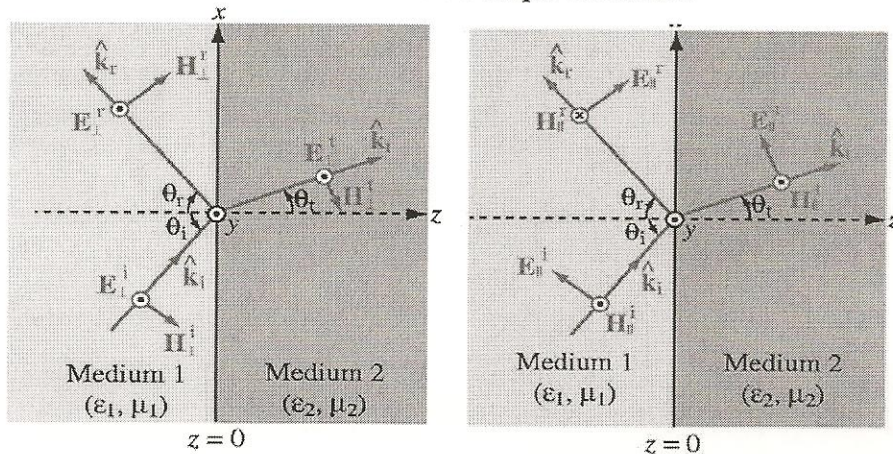 x
k̂r
H⊥r
E⊥r
E⊥t
k̂t
H⊥t
θr
θt
θi
y
z
E⊥i
k̂i
H⊥i
Medium 1
(ε1, μ1)
Medium 2
(ε2, μ2)
z = 0
k̂r
E∥r
H∥r
E∥t
k̂t
H∥t
θr
θt
θi
y
z
E∥i
k̂i
H∥i
Medium 1
(ε1, μ1)
Medium 2
(ε2, μ2)
z = 0